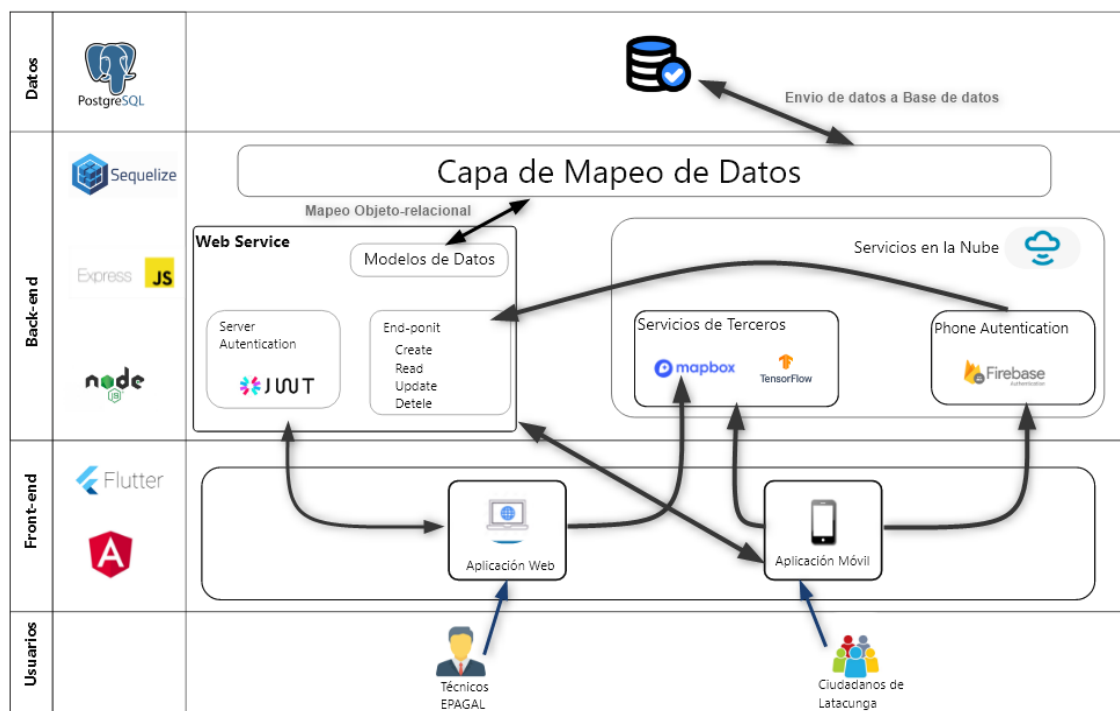 Datos
PostgreSQL
Envio de datos a Base de datos
Back-end
Sequelize
Capa de Mapeo de Datos
Mapeo Objeto-relacional
Web Service
Modelos de Datos
Servicios en la Nube
Express
JS
Server
Autentication
JWT
End-ponit
Create
Read
Update
Detele
Servicios de Terceros
mapbox
TensorFlow
Phone Autentication
Firebase
Authentication
node
JS
Front-end
Flutter
A
Aplicación Web
Aplicación Móvil
Usuarios
Técnicos
EPAGAL
Ciudadanos de
Latacunga